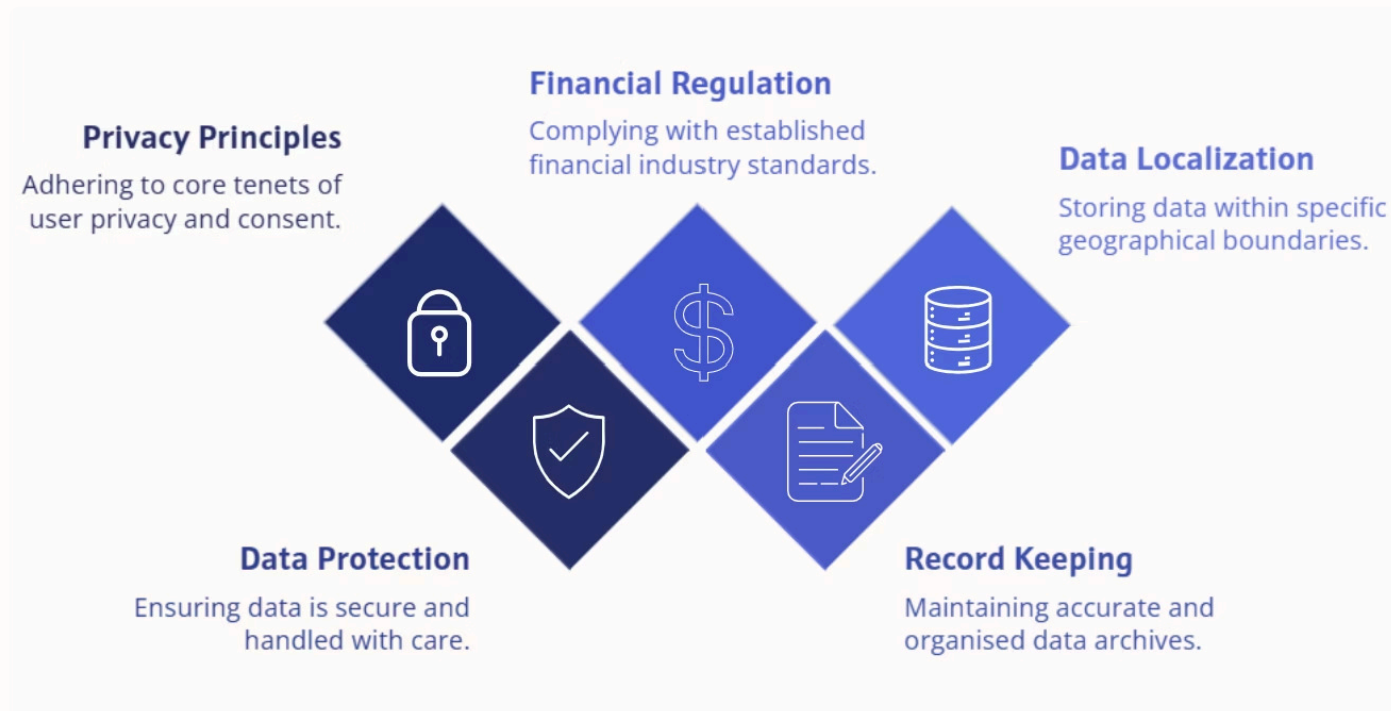 Privacy Principles
Adhering to core tenets of
user privacy and consent.
Financial Regulation
Complying with established
financial industry standards.
Data Localization
Storing data within specific
geographical boundaries.
Data Protection
Ensuring data is secure and
handled with care.
Record Keeping
Maintaining accurate and
organised data archives.